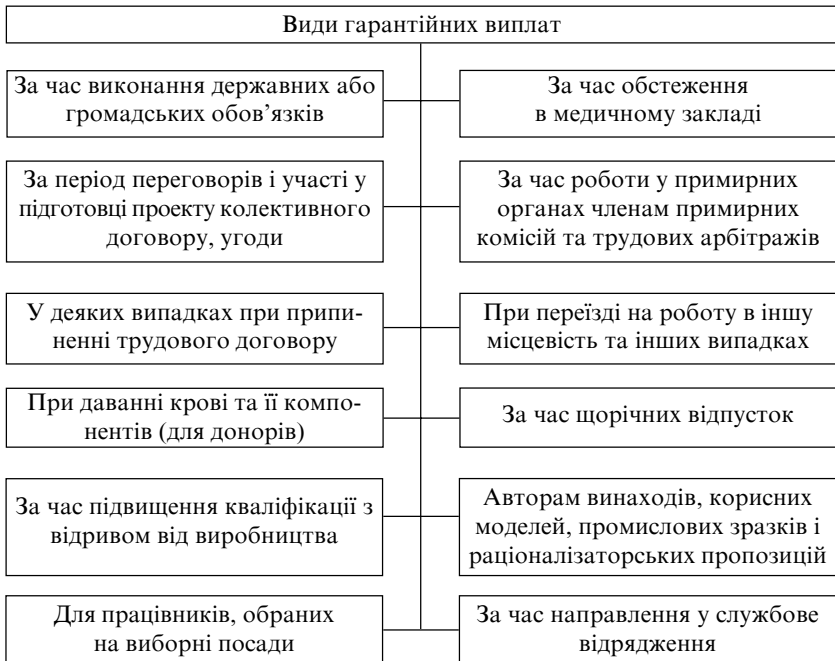 Види гарантійних виплат
За час виконання державних або
громадських обов’язків
За час обстеження
в медичному закладі
За період переговорів і участі у
підготовці проекту колективного
договору, угоди
За час роботи у примирних
органах членам примирних
комісій та трудових арбітражів
У деяких випадках при припи-
ненні трудового договору
При переїзді на роботу в іншу
місцевість та інших випадках
При даванні крові та її компо-
нентів (для донорів)
За час щорічних відпусток
За час підвищення кваліфікації з
відривом від виробництва
Авторам винаходів, корисних
моделей, промислових зразків і
раціоналізаторських пропозицій
Для працівників, обраних
на виборні посади
За час направлення у службове
відрядження